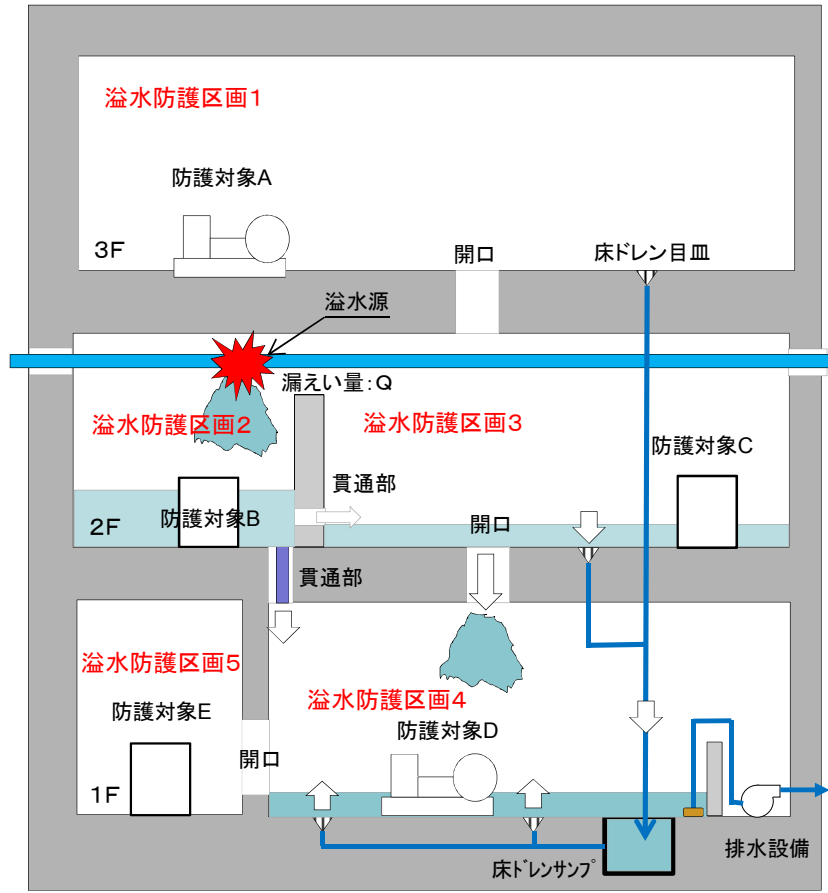 溢水防護区画1
防護対象A
3F
開口
床ドレン目皿
溢水源
漏えい量:Q
溢水防護区画2
溢水防護区画3
防護対象C
貫通部
防護対象B
2F
開口
貫通部
溢水防護区画5
溢水防護区画4
防護対象E
防護対象D
開口
1F
排水設備
床ﾄﾞﾚﾝｻﾝﾌﾟ